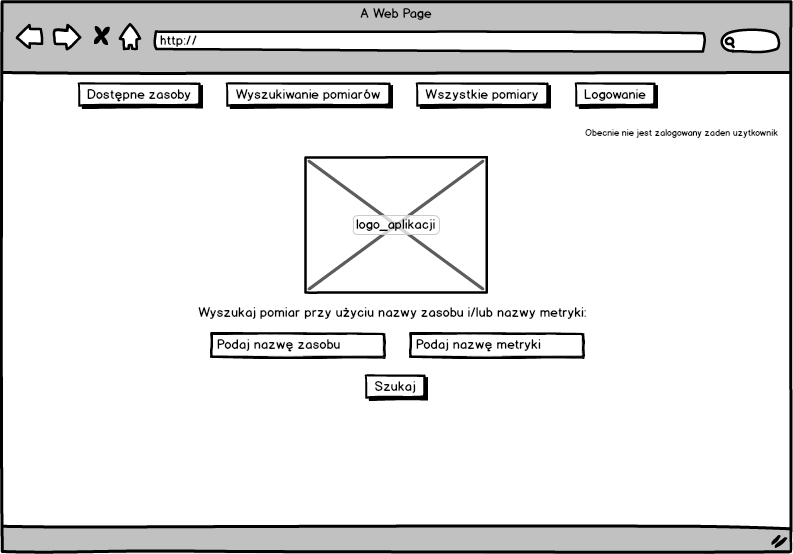 A Web Page
http://
Dostępne zasoby
Wyszukiwanie pomiarów
Wszystkie pomiary
Logowanie
Obecnie nie jest zalogowany zaden uzytkownik
logo_aplikacji
Wyszukaj pomiar przy użyciu nazwy zasobu i/lub nazwy metryki:
Podaj nazwę zasobu
Podaj nazwę metryki
Szukaj